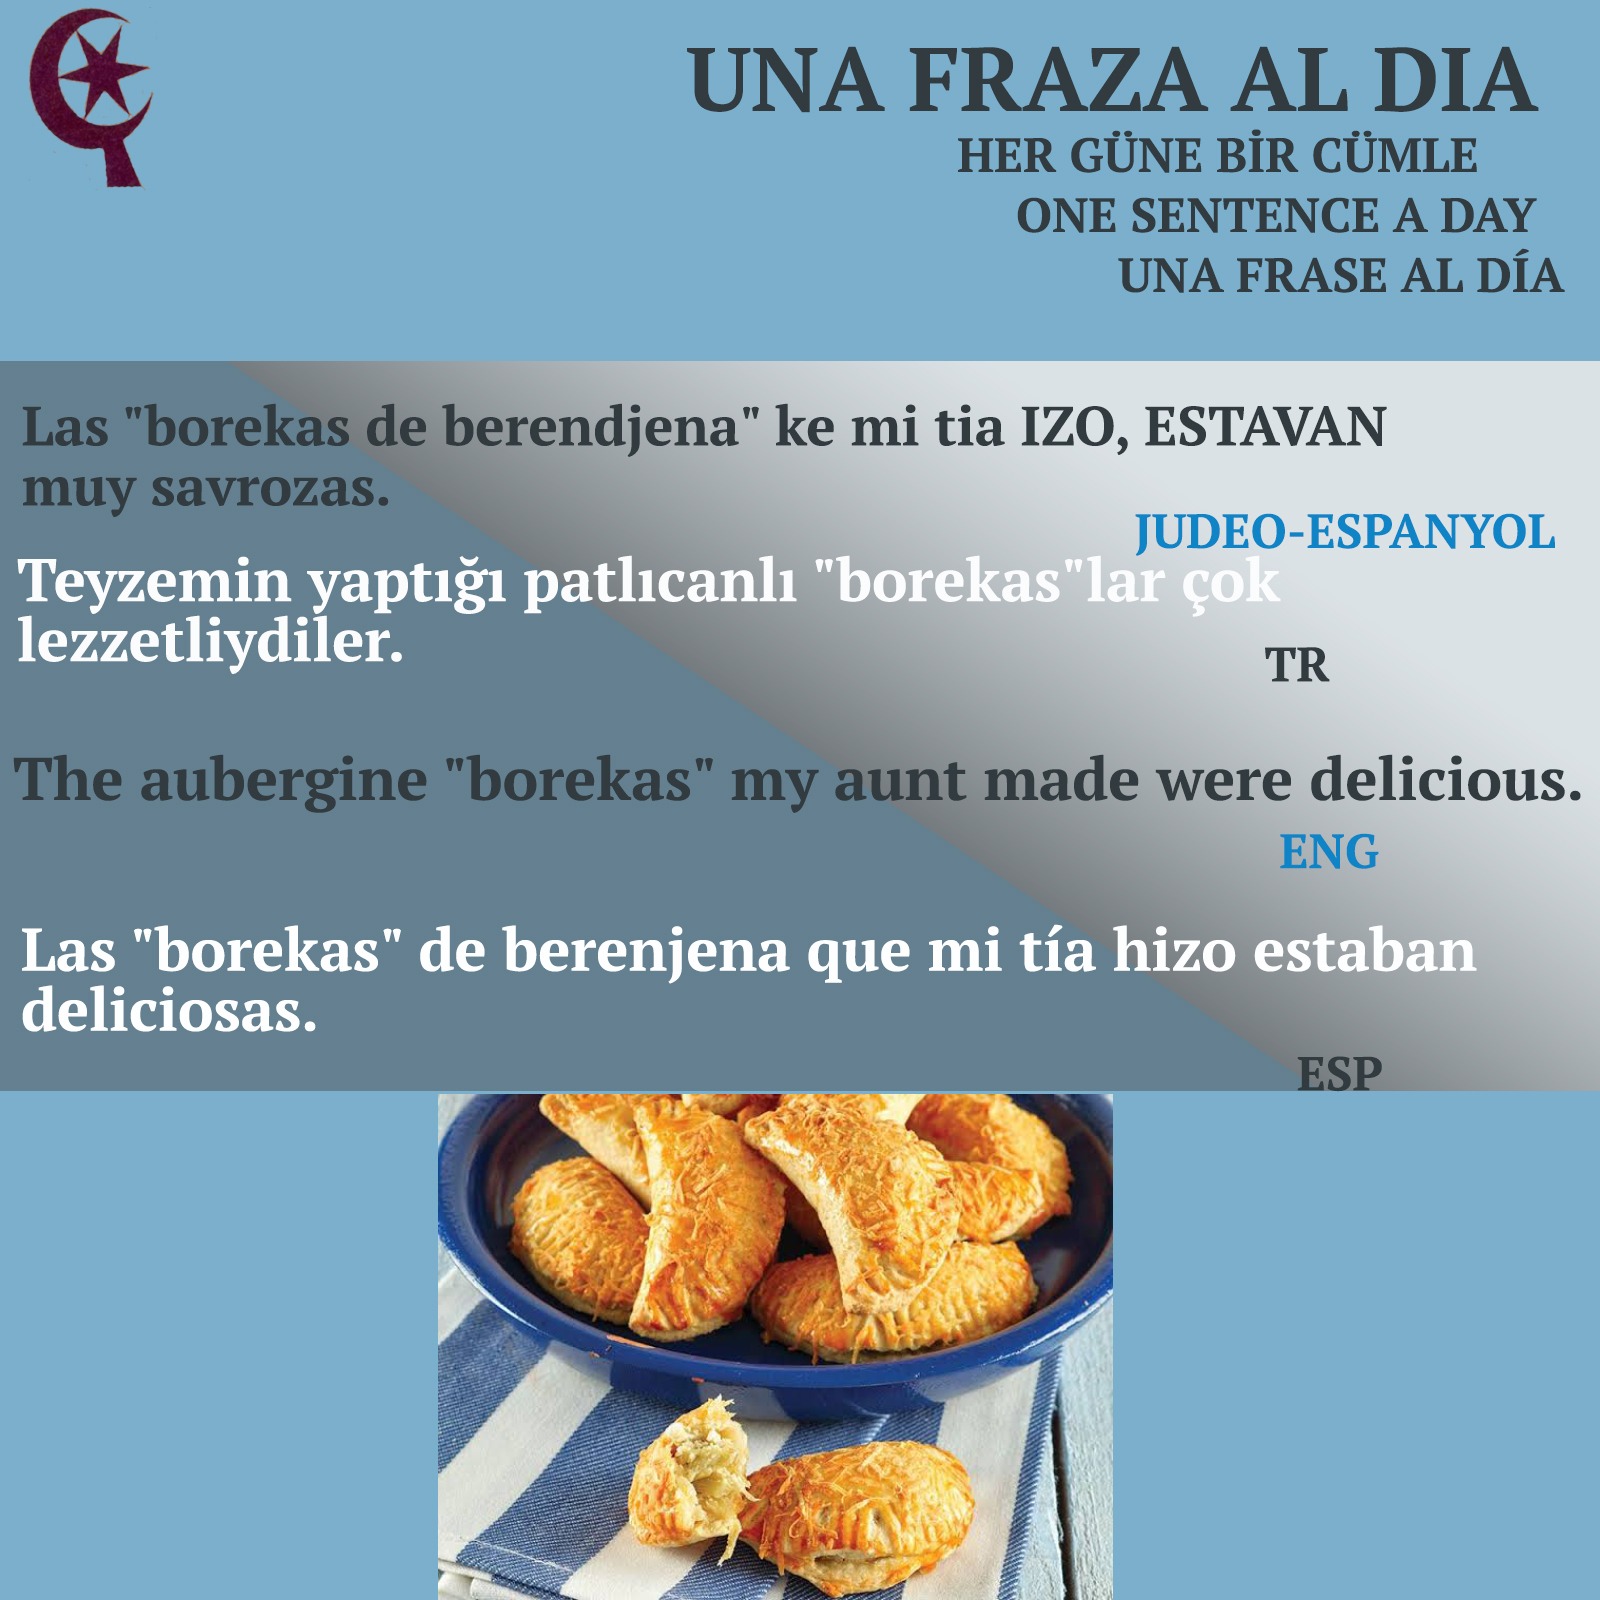 UNA FRAZA AL DIA
HER GÜNE BİR CÜMLE
ONE SENTENCE A DAY
UNA FRASE AL DÍA
Las "borekas de berendjena" ke mi tia IZO, ESTAVAN
muy savrozas.
JUDEO-ESPANYOL
Teyzemin yaptığı patlıcanlı "borekas"lar çok
lezzetliydiler.
TR
The aubergine "borekas" my aunt made were delicious.
ENG
Las "borekas" de berenjena que mi tía hizo estaban
deliciosas.
ESP